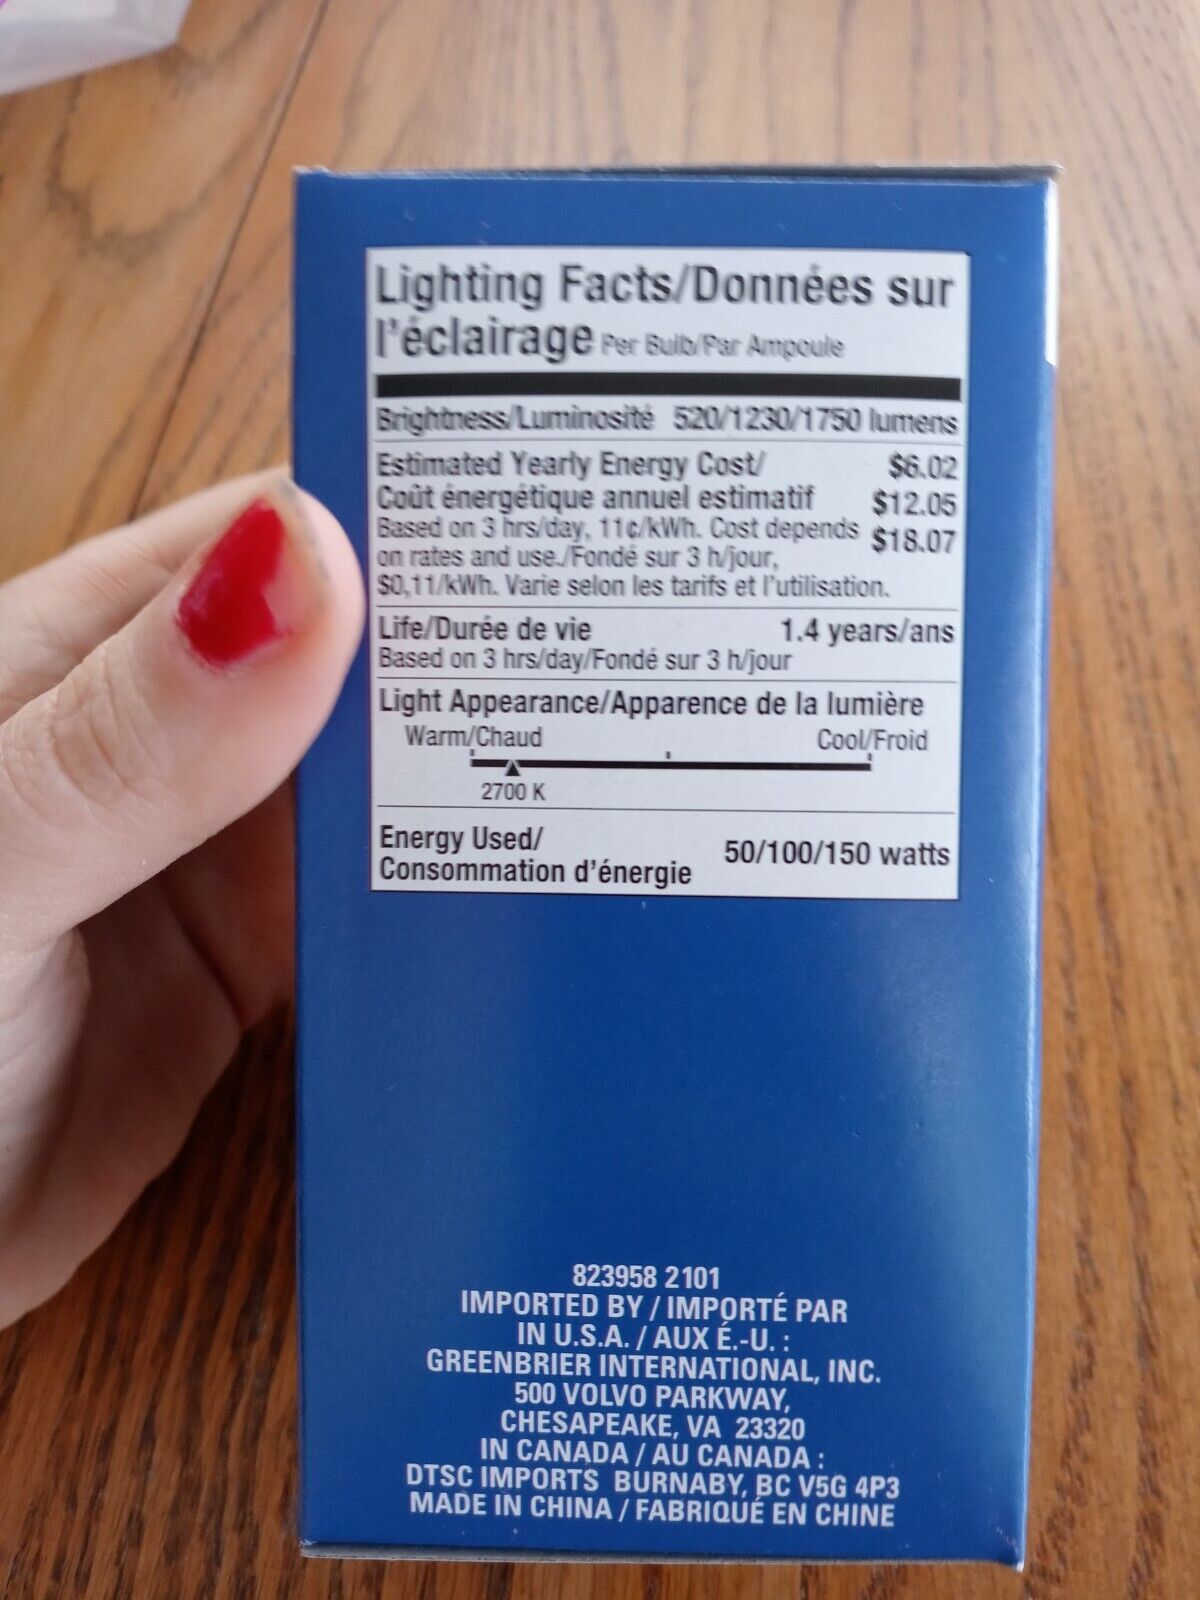 Lighting Facts/Données sur
l'éclairage Per Bulb/Par Ampoule
Brightness/Luminosité 520/1230/1750 lumens
Estimated Yearly Energy Cost/ $6.02
Coût énergétique annuel estimatif $12.05
Based on 3 hrs/day, 11¢/kWh. Cost depends $18.07
on rates and use./Fondé sur 3 h/jour,
$0,11/kWh. Varie selon les tarifs et l'utilisation.
Life/Durée de vie 1.4 years/ans
Based on 3 hrs/day/Fondé sur 3 h/jour
Light Appearance/Apparence de la lumière
Warm/Chaud Cool/Froid
2700 K
Energy Used/
Consommation d'énergie 50/100/150 watts
823958 2101
IMPORTED BY / IMPORTÉ PAR
IN U.S.A. / AUX É.-U. :
GREENBRIER INTERNATIONAL, INC.
500 VOLVO PARKWAY,
CHESAPEAKE, VA 23320
IN CANADA / AU CANADA :
DTSC IMPORTS BURNABY, BC V5G 4P3
MADE IN CHINA / FABRIQUÉ EN CHINE